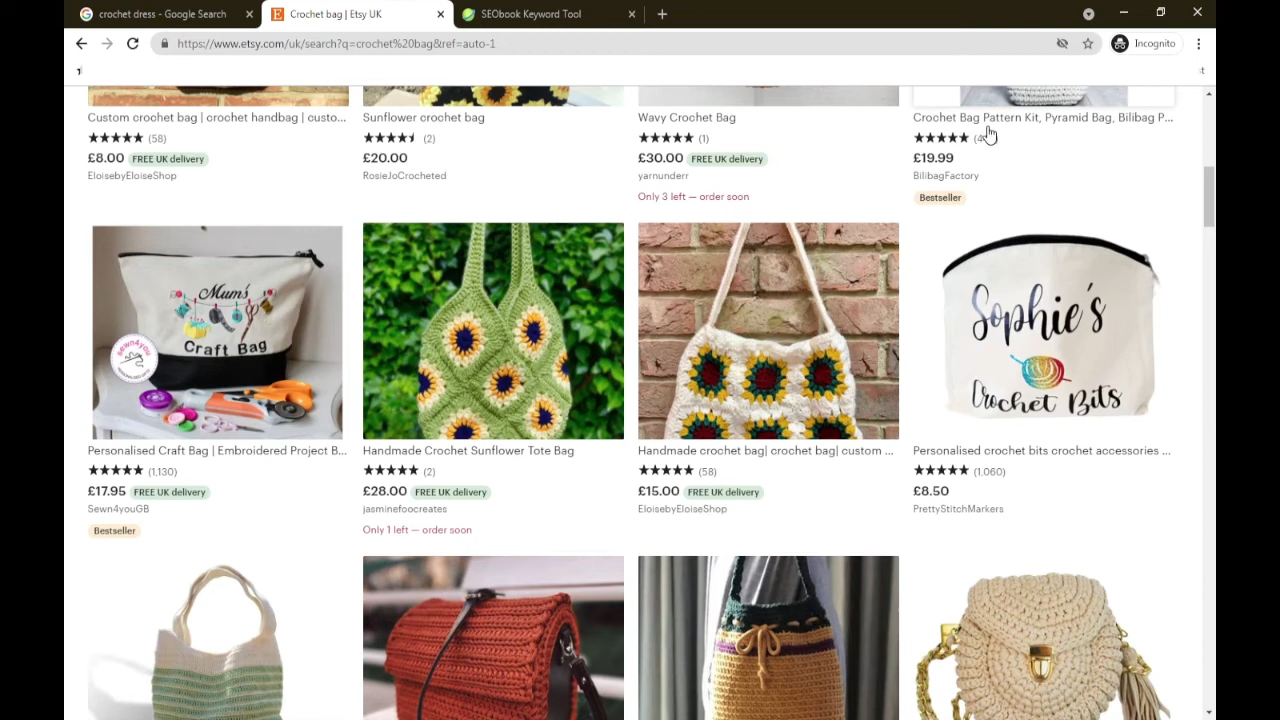 crochet dress - Google Search
Crochet bag | Etsy UK
SEObook Keyword Tool
https://www.etsy.com/uk/search?q=crochet%20bag&ref=auto-1
Incognito
Custom crochet bag | crochet handbag | custo...
Sunflower crochet bag
Wavy Crochet Bag
Crochet Bag Pattern Kit, Pyramid Bag, Bilibag P...
(58)
(2)
(1)
£8.00 FREE UK delivery
£20.00
£30.00 FREE UK delivery
£19.99
EloisebyEloiseShop
RosieJoCrocheted
yarnunderr
BilibagFactory
Only 3 left — order soon
Bestseller
Mum's
Craft Bag
sewn4you
Sophie's
Crochet Bits
Personalised Craft Bag | Embroidered Project B...
Handmade Crochet Sunflower Tote Bag
Handmade crochet bag| crochet bag| custom ...
Personalised crochet bits crochet accessories ...
(1,130)
(2)
(58)
(1,060)
£17.95 FREE UK delivery
£28.00 FREE UK delivery
£15.00 FREE UK delivery
£8.50
Sewn4youGB
jasminefoocreates
EloisebyEloiseShop
PrettyStitchMarkers
Bestseller
Only 1 left — order soon